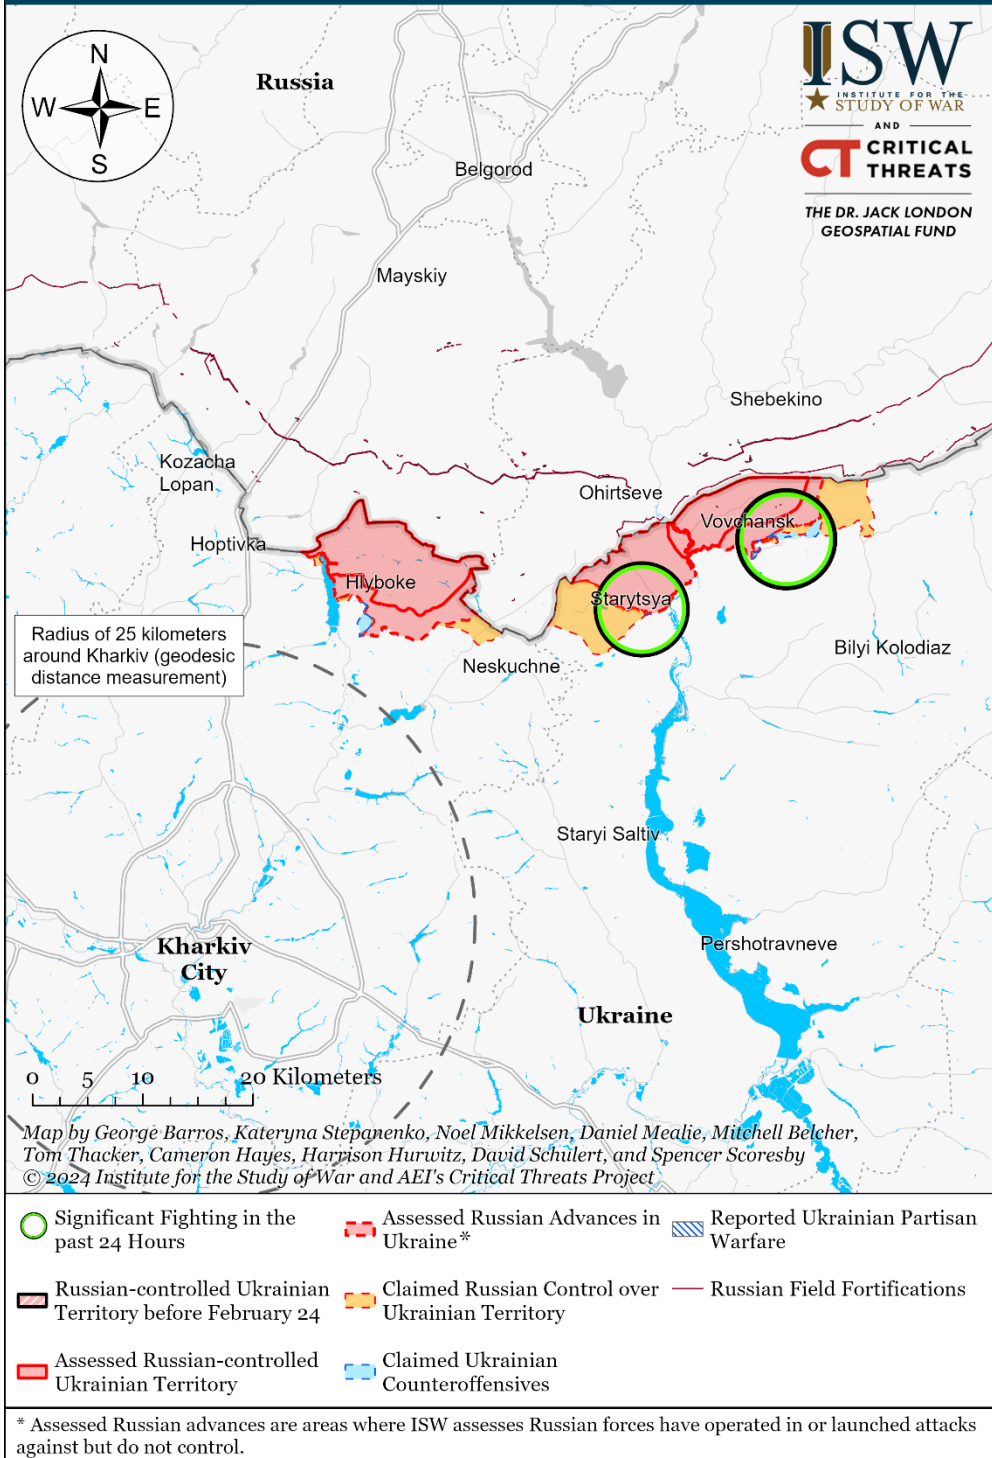 N
W
E
S
Russia
ISW
INSTITUTE FOR THE
STUDY OF WAR
AND
CT CRITICAL
THREATS
THE DR. JACK LONDON
GEOSPATIAL FUND
Belgorod
Mayskiy
Shebekino
Kozacha
Lopan
Ohirtseve
Vovchansk
Hoptivka
Hlyboke
Starytsya
Radius of 25 kilometers
around Kharkiv (geodesic
distance measurement)
Neskuchne
Bilyi Kolodiaz
Staryi Saltiv
Kharkiv
City
Pershotravneve
Ukraine
0 5 10 20 Kilometers
Map by George Barros, Kateryna Stepanenko, Noel Mikkelsen, Daniel Mealie, Mitchell Belcher,
Tom Thacker, Cameron Hayes, Harrison Hurwitz, David Schulert, and Spencer Scoresby
© 2024 Institute for the Study of War and AEI's Critical Threats Project
Significant Fighting in the
past 24 Hours
Russian-controlled Ukrainian
Territory before February 24
Assessed Russian-controlled
Ukrainian Territory
Assessed Russian Advances in
Ukraine*
Claimed Russian Control over
Ukrainian Territory
Claimed Ukrainian
Counteroffensives
Reported Ukrainian Partisan
Warfare
Russian Field Fortifications
* Assessed Russian advances are areas where ISW assesses Russian forces have operated in or launched attacks
against but do not control.